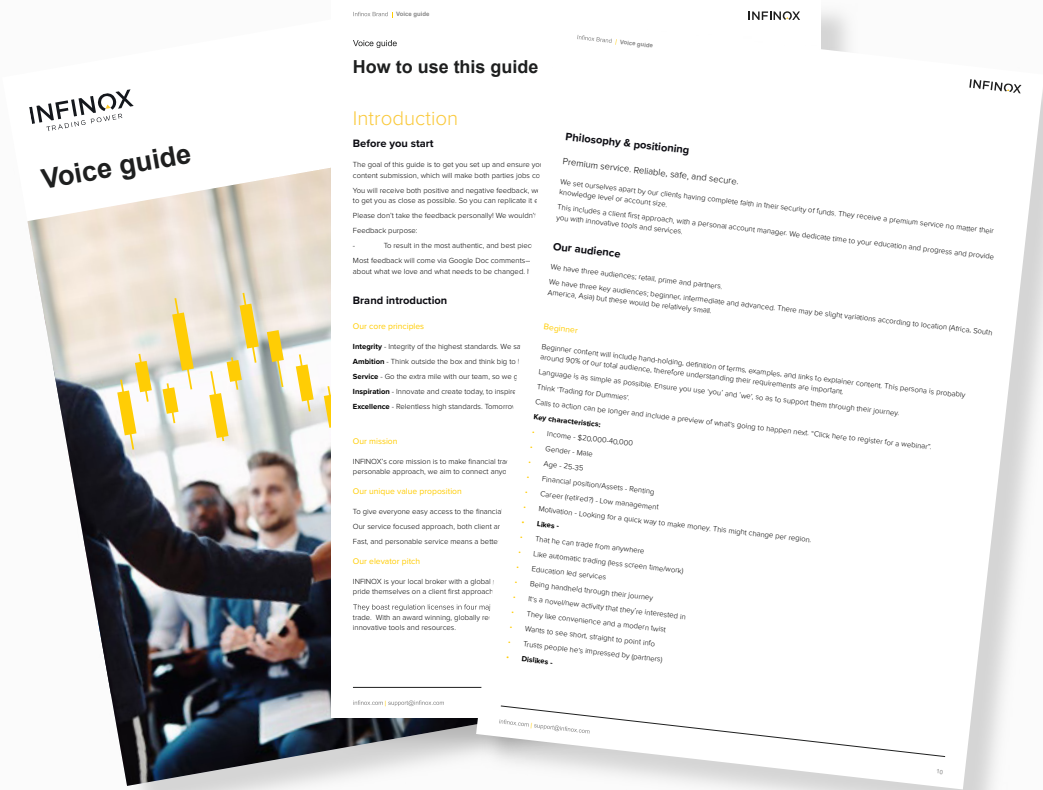 INFINOX
TRADING POWER
Voice guide
Infinox Brand | Voice guide
INFINOX
Voice guide
How to use this guide
Introduction
Before you start
The goal of this guide is to get you set up and ensure
content submission, which will make both parties jobs
You will receive both positive and negative feedback,
to get you as close as possible. So you can replicate it
Please don't take the feedback personally! We wouldn't
Feedback purpose:
- To result in the most authentic, and best
Most feedback will come via Google Doc comments–
about what we love and what needs to be changed.
Brand introduction
Our core principles
Integrity - Integrity of the highest standards. We
Ambition - Think outside the box and think big to
Service - Go the extra mile with our team, so we
Inspiration - Innovate and create today, to inspire
Excellence - Relentless high standards.
Our mission
INFINOX's core mission is to make financial
personable approach, we aim to connect
Our unique value proposition
To give everyone easy access to the financial
Our service focused approach, both client
Fast, and personable service means a
Our elevator pitch
INFINOX is your local broker with a global
pride themselves on a client first approach
They boast regulation licenses in four
trade. With an award winning, globally
innovative tools and resources.
infinox.com | support@infinox.com
Infinox Brand | Voice guide
INFINOX
Philosophy & positioning
Premium service. Reliable, safe, and secure.
We set ourselves apart by our clients having complete faith in their security of funds. They receive a premium service no matter their
knowledge level or account size.
This includes a client first approach, with a personal account manager. We dedicate time to your education and progress and provide
you with innovative tools and services.
Our audience
We have three audiences; retail, prime and partners.
We have three key audiences; beginner, intermediate and advanced. There may be slight variations according to location (Africa, South
America, Asia) but these would be relatively small.
Beginner
Beginner content will include hand-holding, definition of terms, examples, and links to explainer content. This persona is probably
around 90% of our total audience, therefore understanding their requirements are important.
Language is as simple as possible. Ensure you use 'you' and 'we', so as to support them through their journey.
Think 'Trading for Dummies'.
Calls to action can be longer and include a preview of what's going to happen next. "Click here to register for a webinar".
Key characteristics:
- Income - $20,000-40,000
- Gender - Male
- Age - 25-35
- Financial position/Assets - Renting
- Career (retired?) - Low management
- Motivation - Looking for a quick way to make money. This might change per region.
- Likes -
- That he can trade from anywhere
- Like automatic trading (less screen time/work)
- Education led services
- Being handheld through their journey
- It's a novel/new activity that they're interested in
- They like convenience and a modern twist
- Wants to see short, straight to point info
- Trusts people he's impressed by (partners)
- Dislikes -
infinox.com | support@infinox.com
10